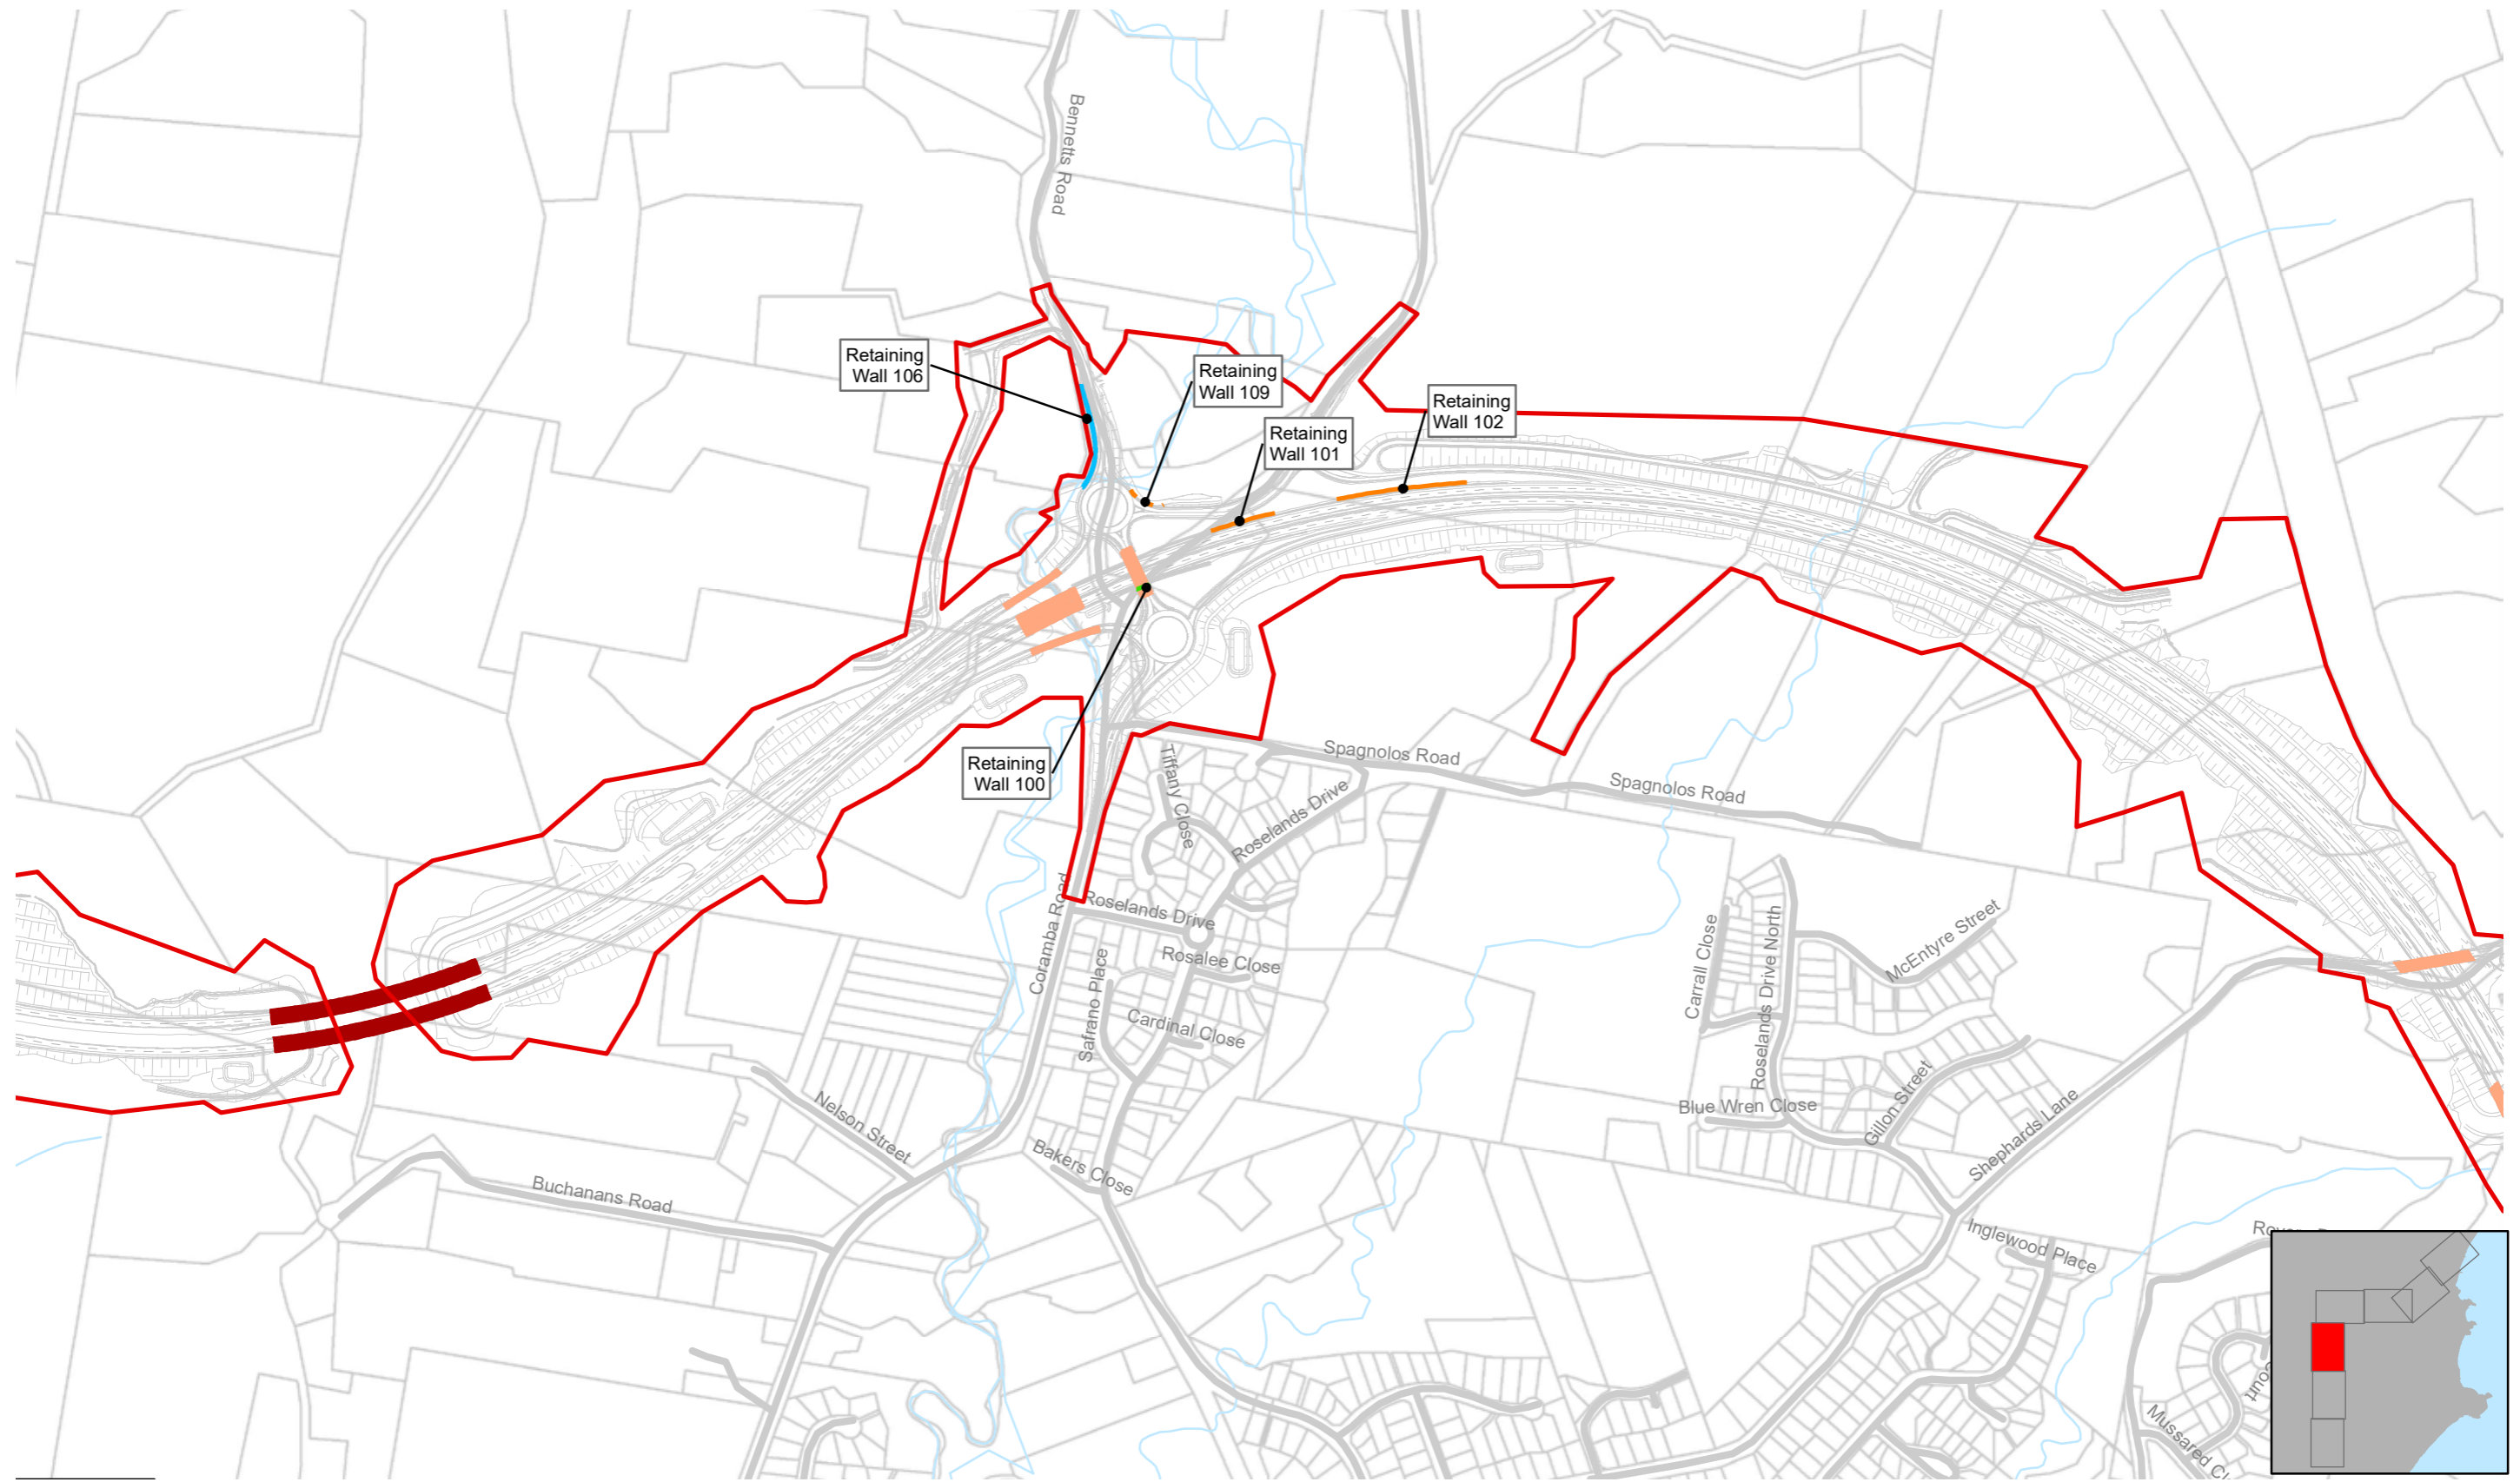 Bennetts Road
Retaining
Wall 106
Retaining
Wall 109
Retaining
Wall 102
Retaining
Wall 101
Retaining
Wall 100
Spagnolos Road
Spagnolos Road
Tiffany Close
Roselands Drive
Coramba Road
Roselands Drive
Rosalee Close
Safrano Place
Cardinal Close
Carrall Close
Roselands Drive North
McEntyre Street
Blue Wren Close
Gillon Street
Shephards Lane
Nelson Street
Bakers Close
Buchanans Road
Inglewood Place
Mussared Cl